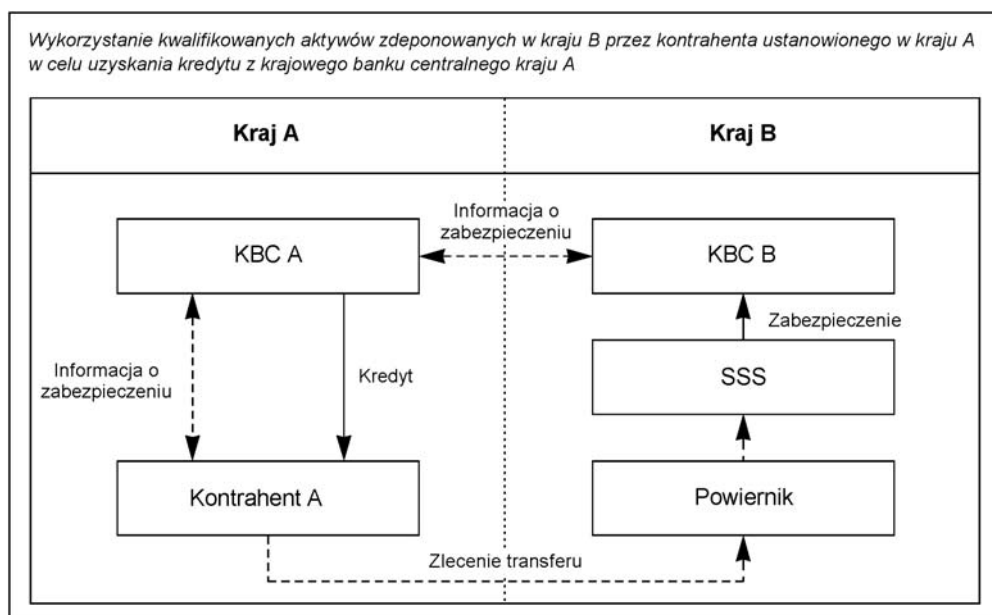 Wykorzystanie kwalifikowanych aktywów zdeponowanych w kraju B przez kontrahenta ustanowionego w kraju A
w celu uzyskania kredytu z krajowego banku centralnego kraju A
Kraj A
Kraj B
Informacja o
zabezpieczeniu
KBC A
KBC B
Zabezpieczenie
Informacja o
zabezpieczeniu
Kredyt
SSS
Kontrahent A
Powiernik
Zlecenie transferu